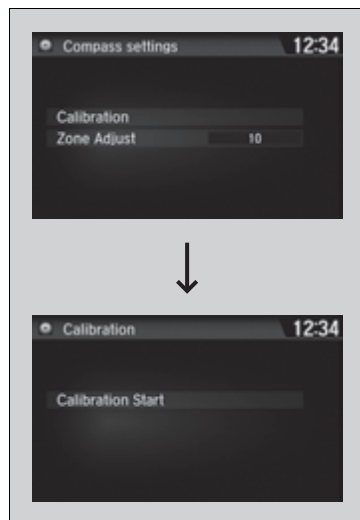 Compass settings 12:34
Calibration
Zone Adjust 10
Calibration 12:34
Calibration Start